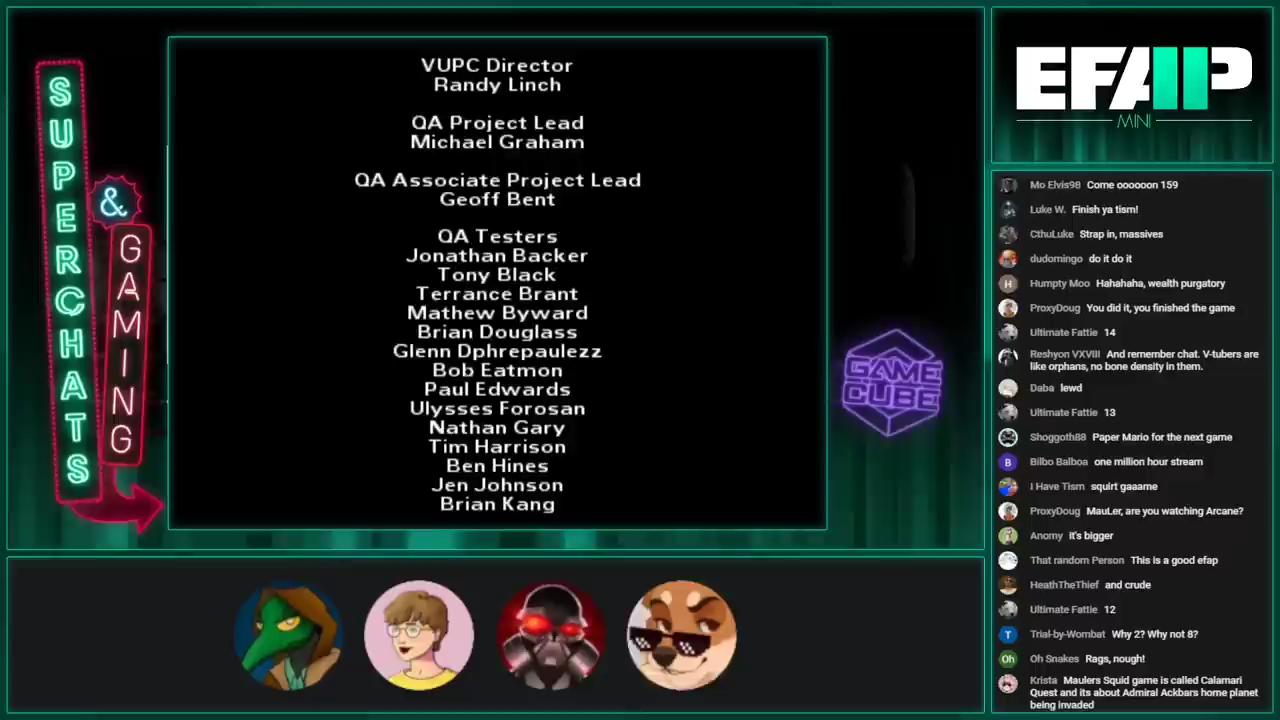 SUPERCHATS
&
GAMING
VUPC Director
Randy Linch
QA Project Lead
Michael Graham
QA Associate Project Lead
Geoff Bent
QA Testers
Jonathan Backer
Tony Black
Terrance Brant
Mathew Byward
Brian Douglass
Glenn Dphrepaulezz
Bob Eatmon
Paul Edwards
Ulysses Forosan
Nathan Gary
Tim Harrison
Ben Hines
Jen Johnson
Brian Kang
GAME
CUBE
EFAP
MINI
Mo Elvis98 Come ooooooon 159
Luke W. Finish ya tism!
CthuLuke Strap in, massives
dudomingo do it do it
H Humpty Moo Hahahaha, wealth purgatory
ProxyDoug You did it, you finished the game
Ultimate Fattie 14
Reshyon VXVIII And remember chat. V-tubers are
like orphans, no bone density in them.
Daba lewd
Ultimate Fattie 13
Shoggoth88 Paper Mario for the next game
B Bilbo Balboa one million hour stream
I Have Tism squirt gaaame
ProxyDoug MauLer, are you watching Arcane?
Anomy it's bigger
That random Person This is a good efap
HeathTheThief and crude
Ultimate Fattie 12
T Trial-by-Wombat Why 2? Why not 8?
Oh Oh Snakes Rags, nough!
Krista Maulers Squid game is called Calamari
Quest and its about Admiral Ackbars home planet
being invaded